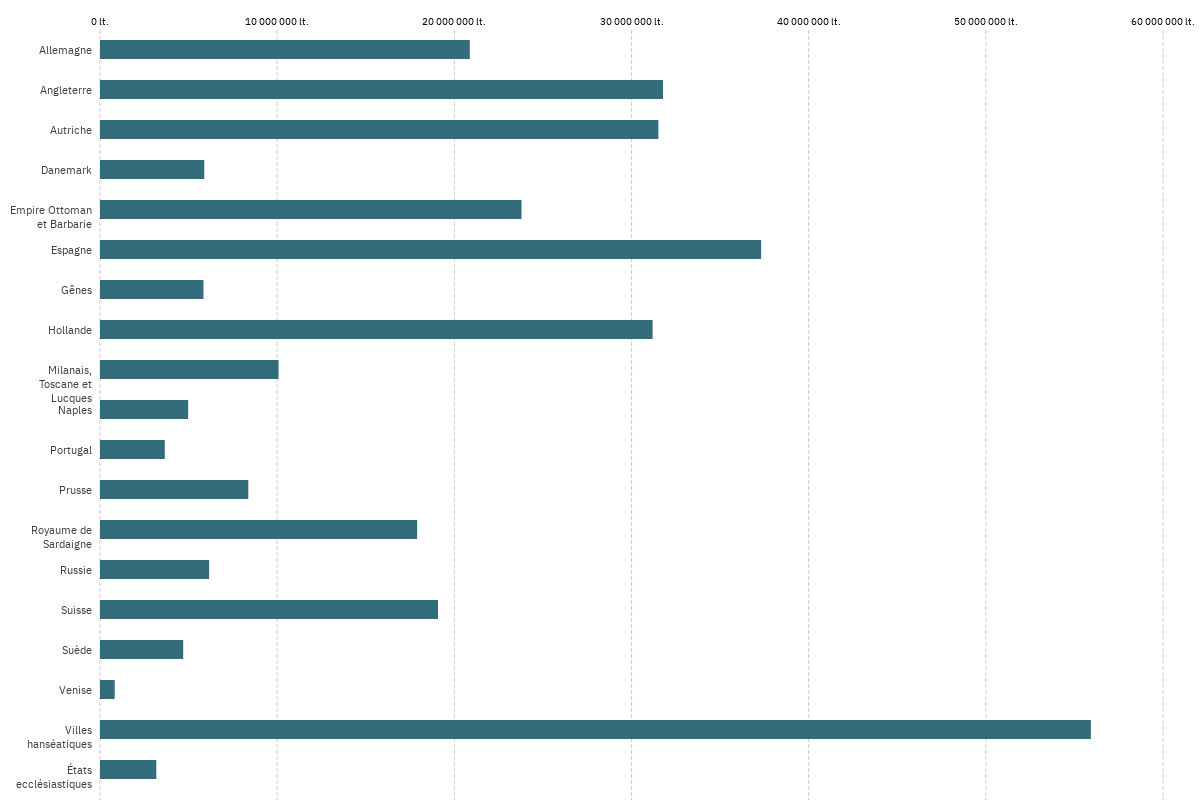 0 lt.
10 000 000 lt.
20 000 000 lt.
30 000 000 lt.
40 000 000 lt.
50 000 000 lt.
60 000 000 lt.
Allemagne
Angleterre
Autriche
Danemark
Empire Ottoman
et Barbarie
Espagne
Gênes
Hollande
Milanais,
Toscane et
Lucques
Naples
Portugal
Prusse
Royaume de
Sardaigne
Russie
Suisse
Suède
Venise
Villes
hanséatiques
États
ecclésiastiques